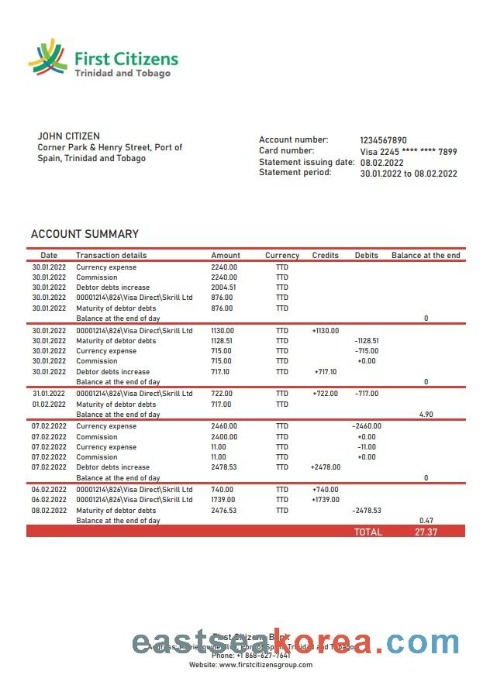 First Citizens
Trinidad and Tobago
JOHN CITIZEN
Corner Park & Henry Street, Port of
Spain, Trinidad and Tobago
Account number: 1234567890
Card number: Visa 2245 **** **** 7899
Statement issuing date: 08.02.2022
Statement period: 30.01.2022 to 08.02.2022
ACCOUNT SUMMARY
Date Transaction details Amount Currency Credits Debits Balance at the end
30.01.2022 Currency expense 2240.00 TTD
30.01.2022 Commission 2240.00 TTD
30.01.2022 Debtor debts increase 2004.51 TTD
30.01.2022 00001214\826\Visa Direct\Skrill Ltd 876.00 TTD
30.01.2022 Maturity of debtor debts 876.00 TTD
Balance at the end of day 0
30.01.2022 00001214\826\Visa Direct\Skrill Ltd 1130.00 TTD +1130.00
30.01.2022 Maturity of debtor debts 1128.51 TTD -1128.51
30.01.2022 Currency expense 715.00 TTD -715.00
30.01.2022 Commission 715.00 TTD +0.00
30.01.2022 Debtor debts increase 717.10 TTD +717.10
Balance at the end of day 0
31.01.2022 00001214\826\Visa Direct\Skrill Ltd 722.00 TTD +722.00 -717.00
01.02.2022 Maturity of debtor debts 717.00 TTD
Balance at the end of day 4.90
07.02.2022 Currency expense 2460.00 TTD -2460.00
07.02.2022 Commission 2400.00 TTD +0.00
07.02.2022 Currency expense 11.00 TTD -11.00
07.02.2022 Commission 11.00 TTD +0.00
07.02.2022 Debtor debts increase 2478.53 TTD +2478.00
Balance at the end of day 0
06.02.2022 00001214\826\Visa Direct\Skrill Ltd 740.00 TTD +740.00
06.02.2022 00001214\826\Visa Direct\Skrill Ltd 1739.00 TTD +1739.00
08.02.2022 Maturity of debtor debts 2476.53 TTD -2478.53
Balance at the end of day 0.47
TOTAL 27.37
First Citizens Bank
eastseakorea.com
Phone: +1 868-627-7641
Website: www.firstcitizensgroup.com